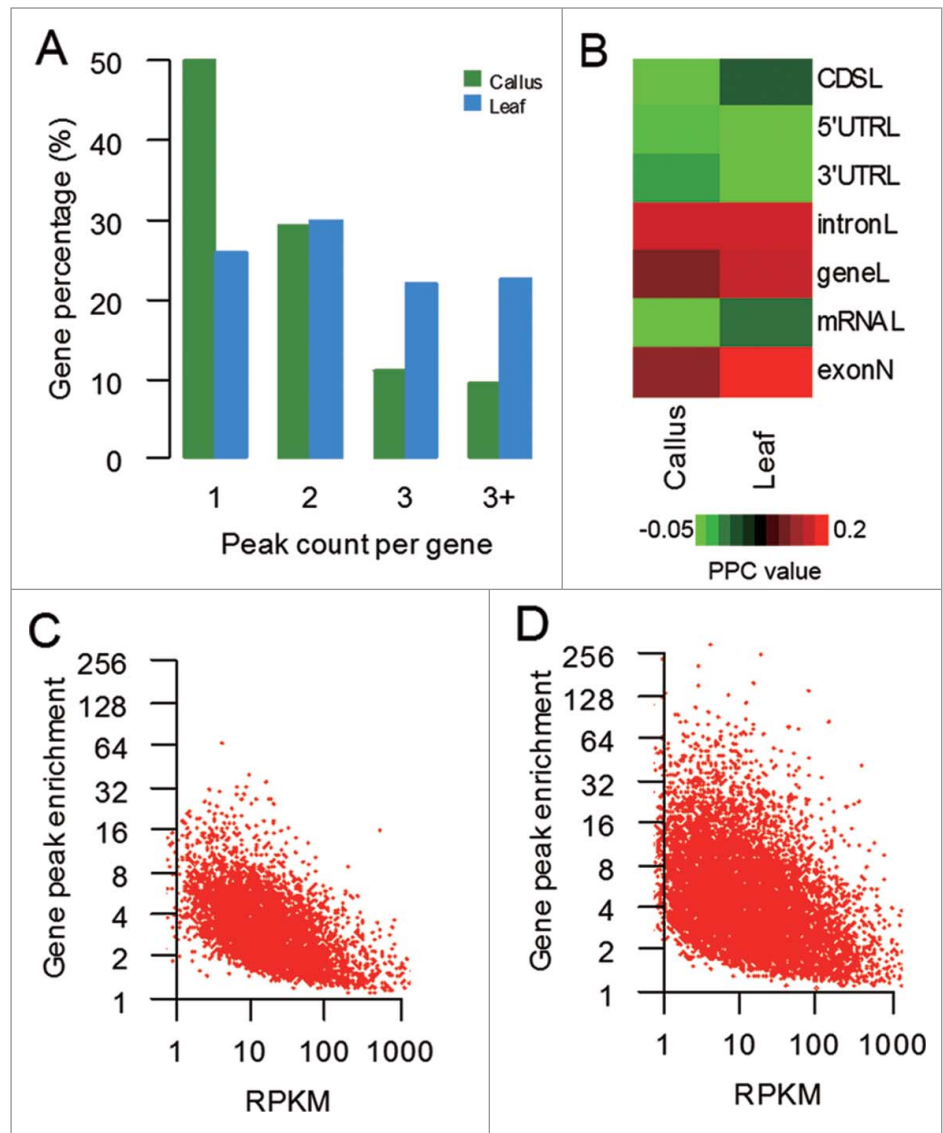 A
Gene percentage (%)
50
40
30
20
10
0
Callus
Leaf
1 2 3 3+
Peak count per gene
B
CDSL
5'UTRL
3'UTRL
intronL
geneL
mRNAL
exonN
Callus
Leaf
-0.05 0.2
PPC value
C
Gene peak enrichment
256
128
64
32
16
8
4
2
1
1 10 100 1000
RPKM
D
Gene peak enrichment
256
128
64
32
16
8
4
2
1
1 10 100 1000
RPKM